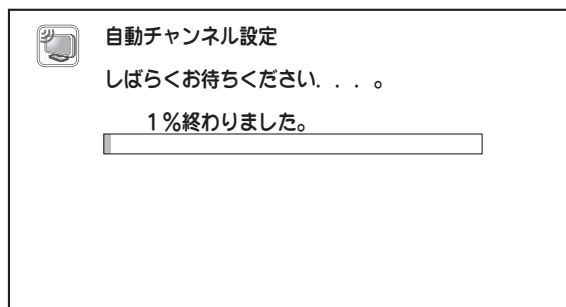 自動チャンネル設定
しばらくお待ちください．．．。
1％終わりました。